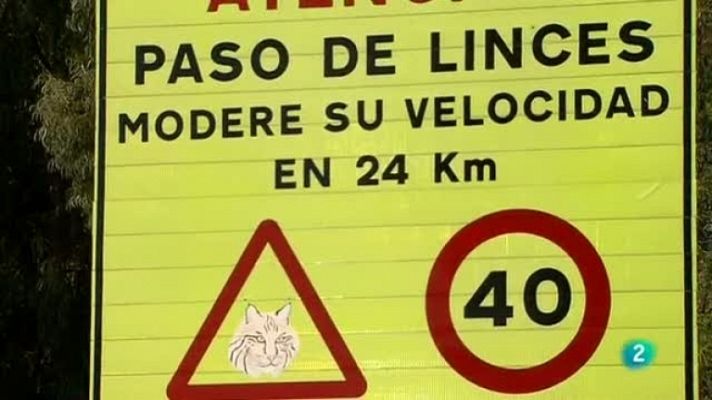 PASO DE LINCES
MODERE SU VELOCIDAD
EN 24 Km
40
2